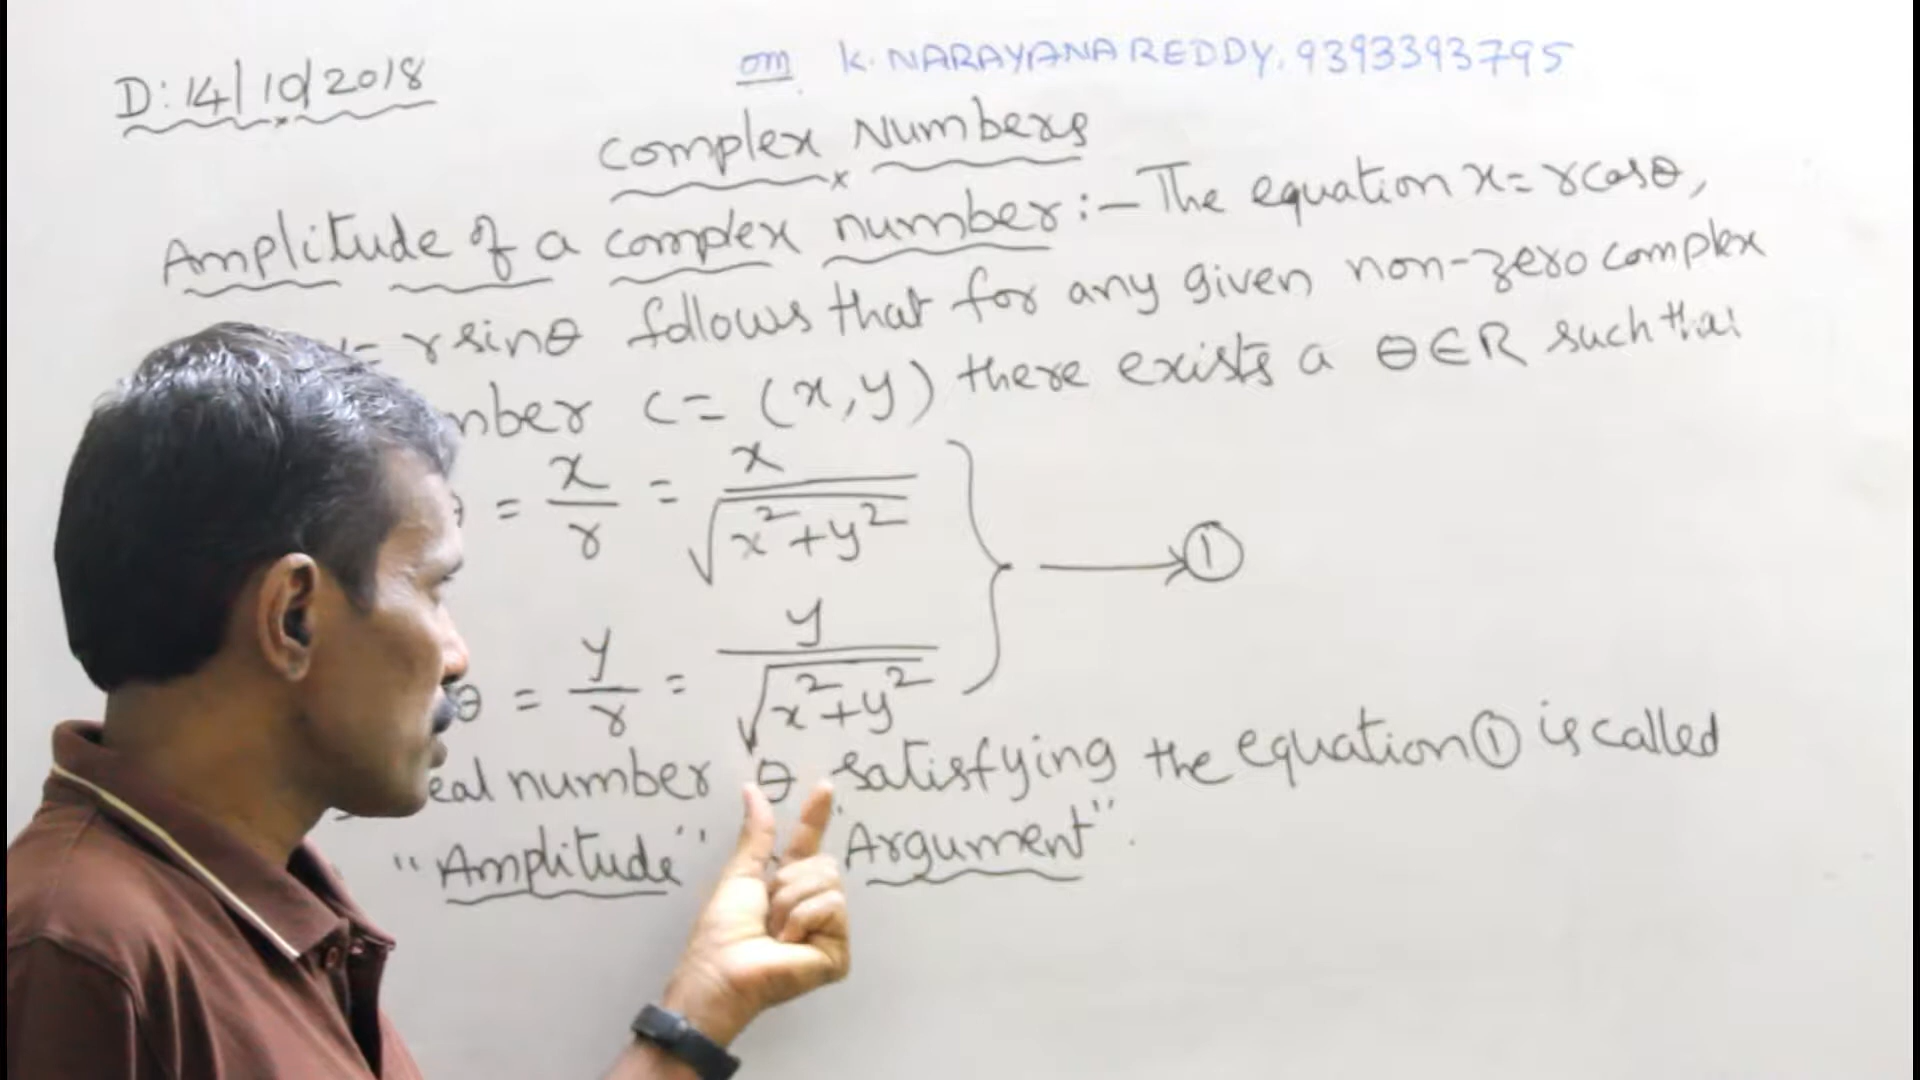 D: 14/10/2018
om K. NARAYANA REDDY. 9393393795
Complex Numbers
Amplitude of a complex number :- The equation x = r cosθ,
= r sinθ follows that for any given non-zero complex
mber c = (x, y) there exists a θ∈R such that
θ = x/r = x/√(x²+y²)
→ ①
θ = y/r = y/√(x²+y²)
eal number θ satisfying the equation ① is called
"Amplitude" "Argument".